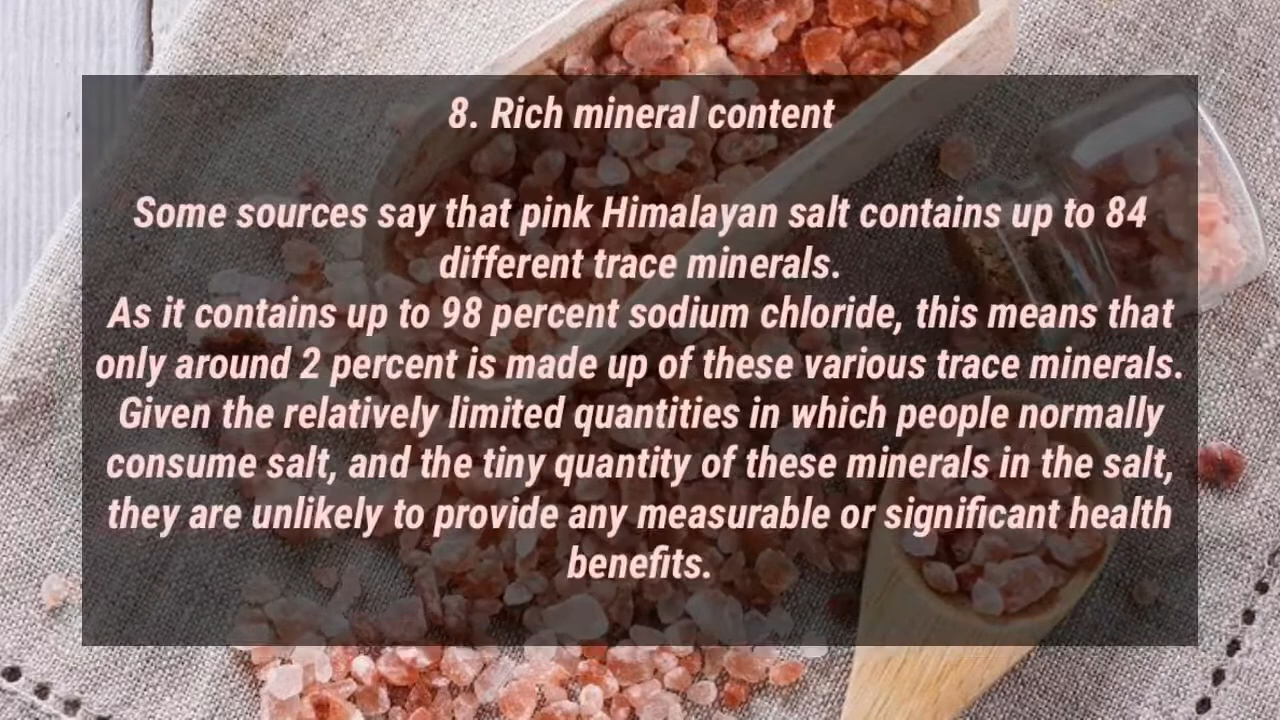 8. Rich mineral content
Some sources say that pink Himalayan salt contains up to 84
different trace minerals.
As it contains up to 98 percent sodium chloride, this means that
only around 2 percent is made up of these various trace minerals.
Given the relatively limited quantities in which people normally
consume salt, and the tiny quantity of these minerals in the salt,
they are unlikely to provide any measurable or significant health
benefits.